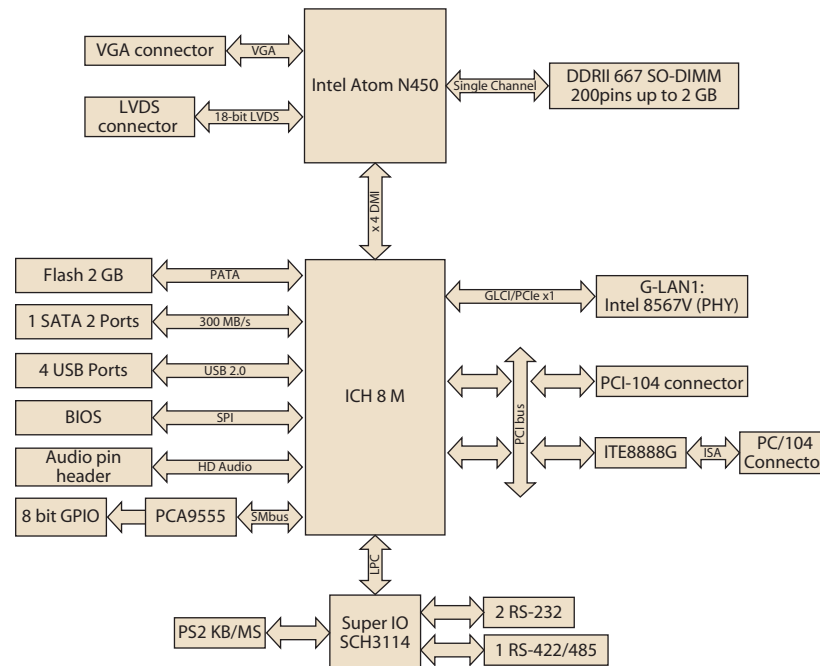 VGA connector
VGA
Intel Atom N450
Single Channel
DDRII 667 SO-DIMM
200pins up to 2 GB
LVDS
connector
18-bit LVDS
x 4 DMI
Flash 2 GB
PATA
GLCI/PCIe x1
G-LAN1:
Intel 8567V (PHY)
1 SATA 2 Ports
300 MB/s
4 USB Ports
USB 2.0
ICH 8 M
PCI bus
PCI-104 connector
BIOS
SPI
Audio pin
header
HD Audio
ITE8888G
ISA
PC/104
Connecto
8 bit GPIO
PCA9555
SMbus
LPC
PS2 KB/MS
Super IO
SCH3114
2 RS-232
1 RS-422/485